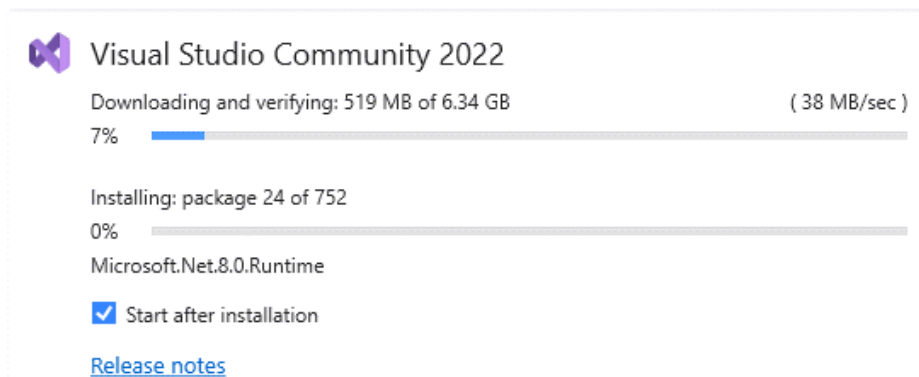 Visual Studio Community 2022
Downloading and verifying: 519 MB of 6.34 GB ( 38 MB/sec )
7%
Installing: package 24 of 752
0%
Microsoft.Net.8.0.Runtime
Start after installation
Release notes